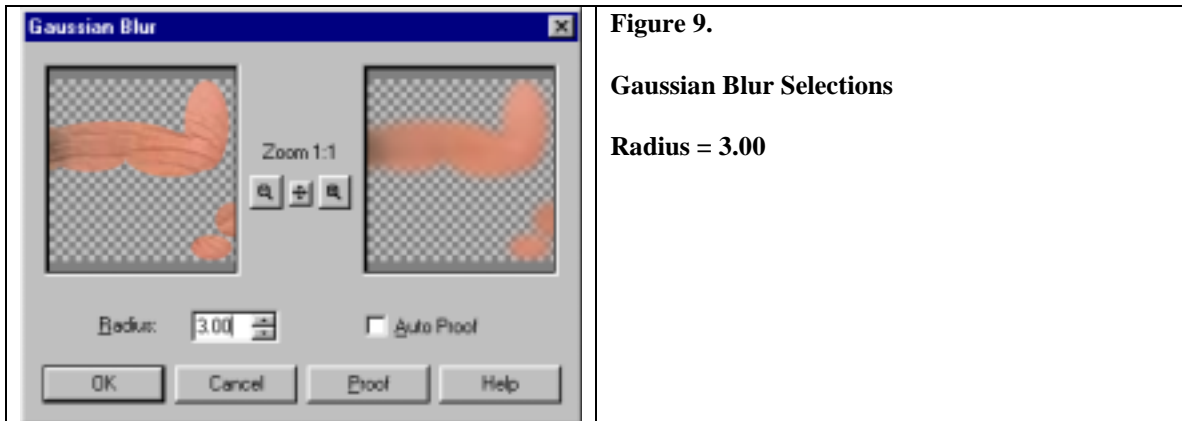 Gaussian Blur
Zoom 1:1
Radius: 3.00
Auto Proof
OK Cancel Proof Help
Figure 9.
Gaussian Blur Selections
Radius = 3.00